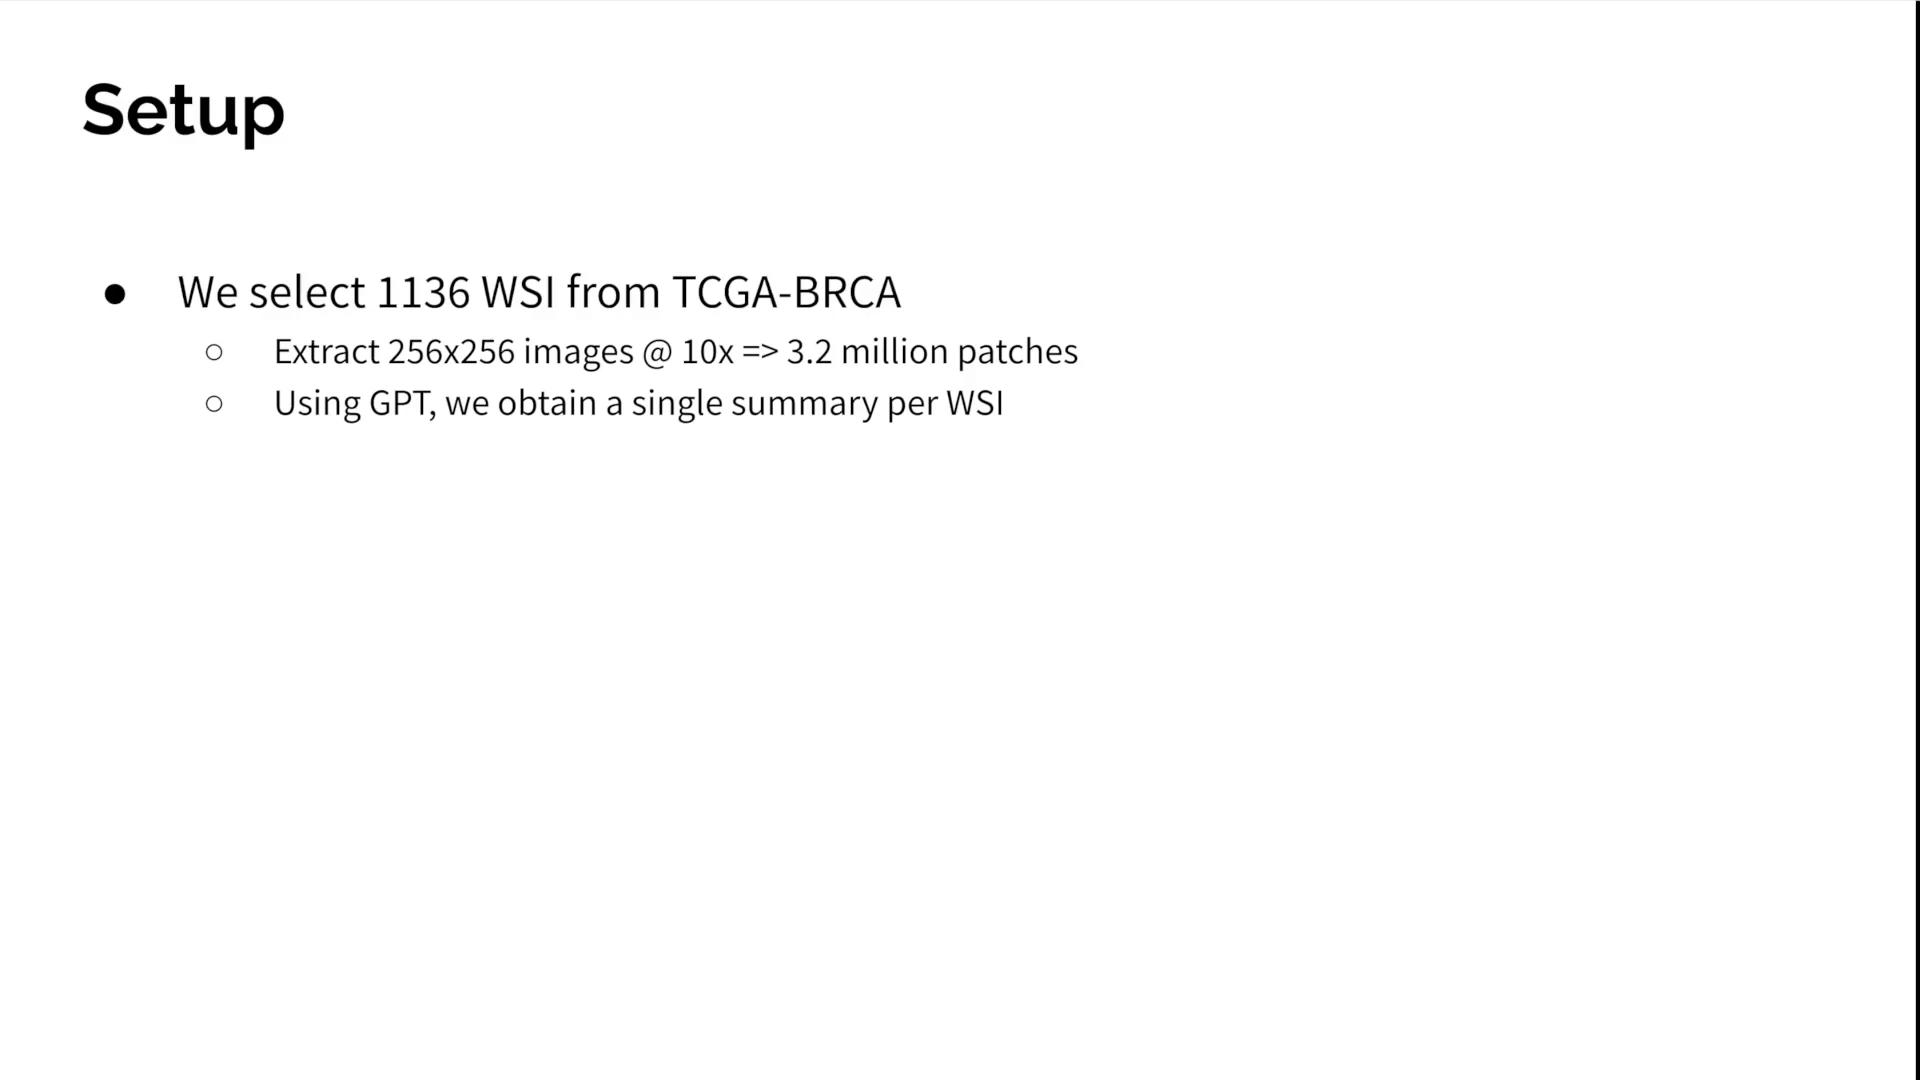 Setup
● We select 1136 WSI from TCGA-BRCA
○ Extract 256x256 images @ 10x => 3.2 million patches
○ Using GPT, we obtain a single summary per WSI